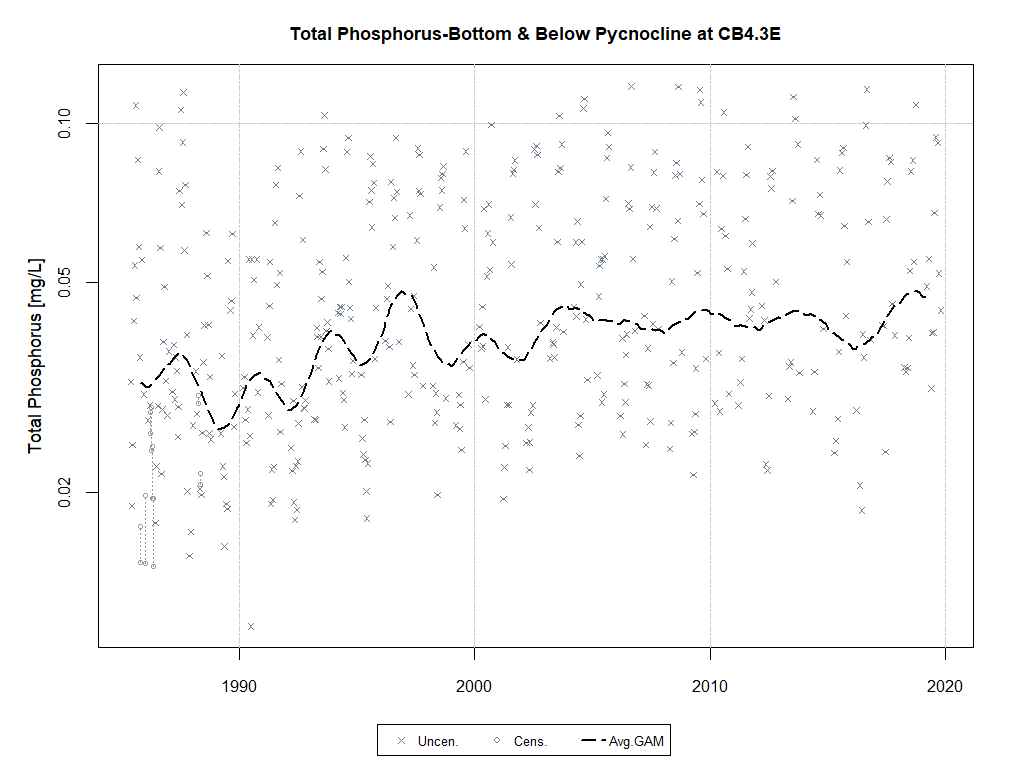 Total Phosphorus-Bottom & Below Pycnocline at CB4.3E
Total Phosphorus [mg/L]
0.10
0.05
0.02
1990 2000 2010 2020
Uncen. Cens. Avg.GAM